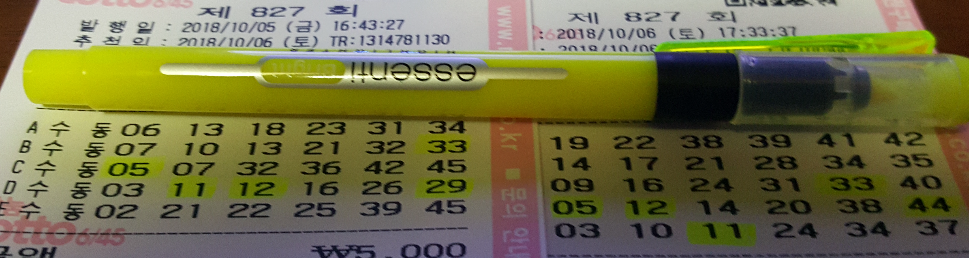 제 827 회
발 행 일 : 2018/10/05 (금) 16:43:27
추 첨 일 : 2018/10/06 (토) TR:1314781130
essenti
A 수 동 06 13 18 23 31 34
B 수 동 07 10 13 21 32 33
C 수 동 05 07 32 36 42 45
D 수 동 03 11 12 16 26 29
E 수 동 02 21 22 25 39 45
otto 6/45
₩5,000
제 827 회
2018/10/06 (토) 17:33:37
19 22 38 39 41 42
14 17 21 28 34 35
09 16 24 31 33 40
05 12 14 20 38 44
03 10 11 24 34 37